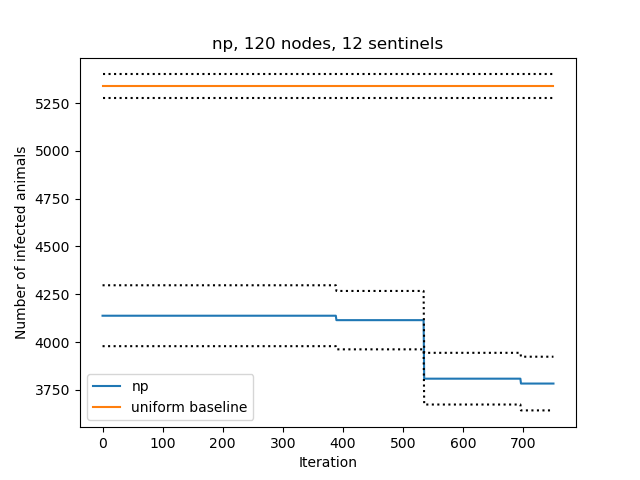 np, 120 nodes, 12 sentinels
Number of infected animals
5250
5000
4750
4500
4250
4000
3750
np
uniform baseline
0 100 200 300 400 500 600 700
Iteration